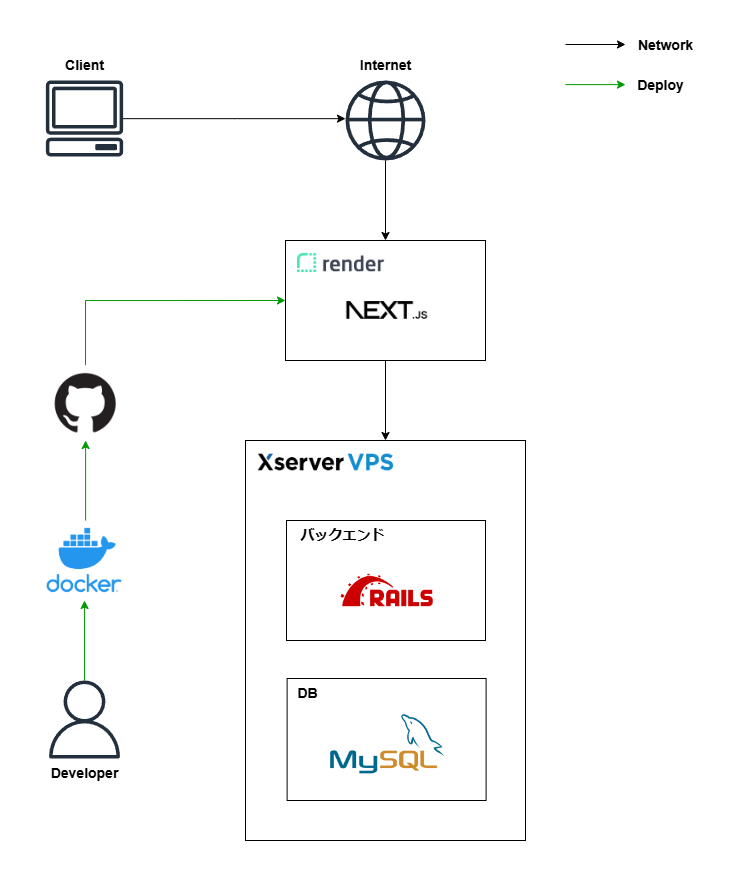 Client
Internet
Network
Deploy
render
NEXT.JS
Xserver VPS
バックエンド
RAILS
docker
DB
MySQL
Developer